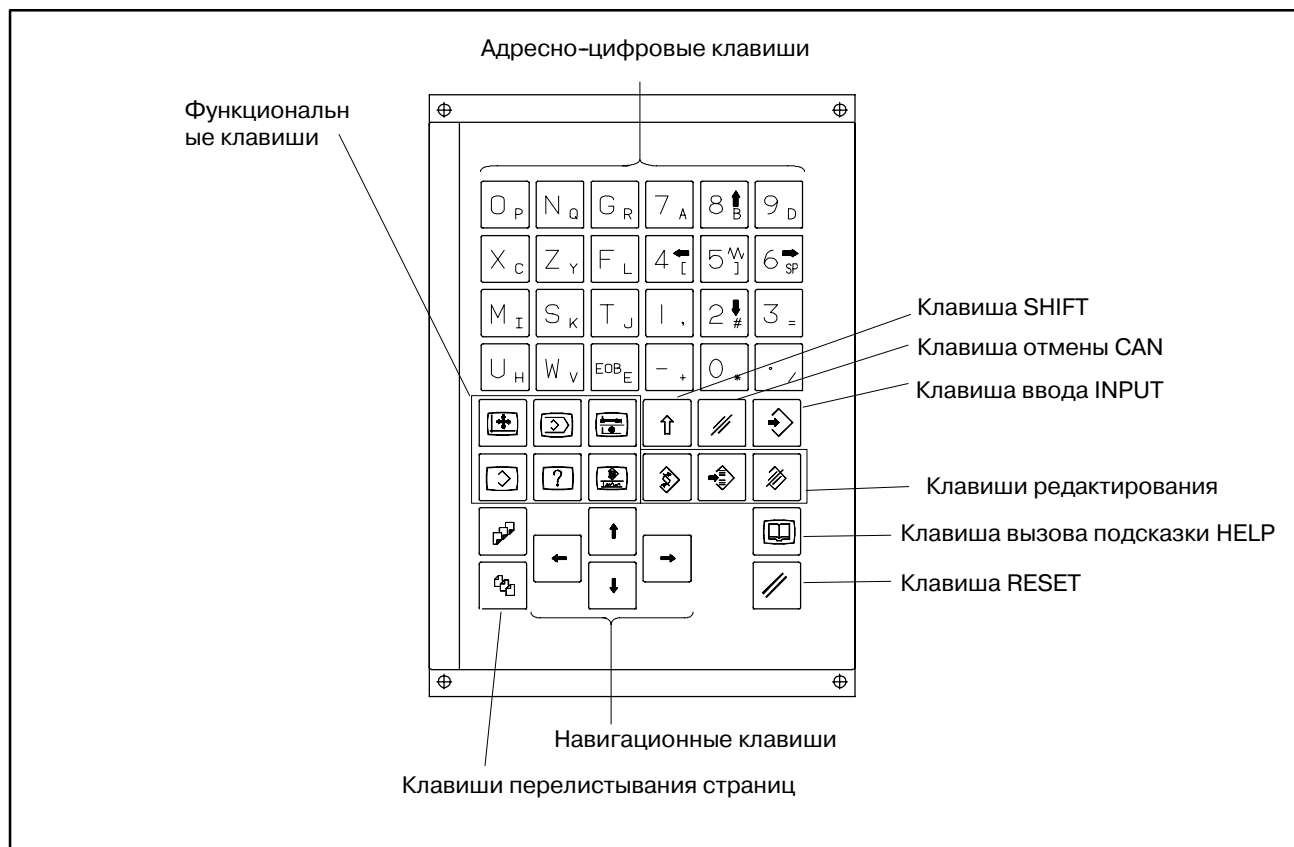 Адресно-цифровые клавиши
Функциональн
ые клавиши
O P N Q G R 7 A 8 B 9 D
X C Z Y F L 4 [ 5 ] 6 SP
M I S K T J 1 , 2 # 3 =
U H W V EOB E - + 0 * . /
?
Клавиша SHIFT
Клавиша отмены CAN
Клавиша ввода INPUT
Клавиши редактирования
Клавиша вызова подсказки HELP
Клавиша RESET
Навигационные клавиши
Клавиши перелистывания страниц